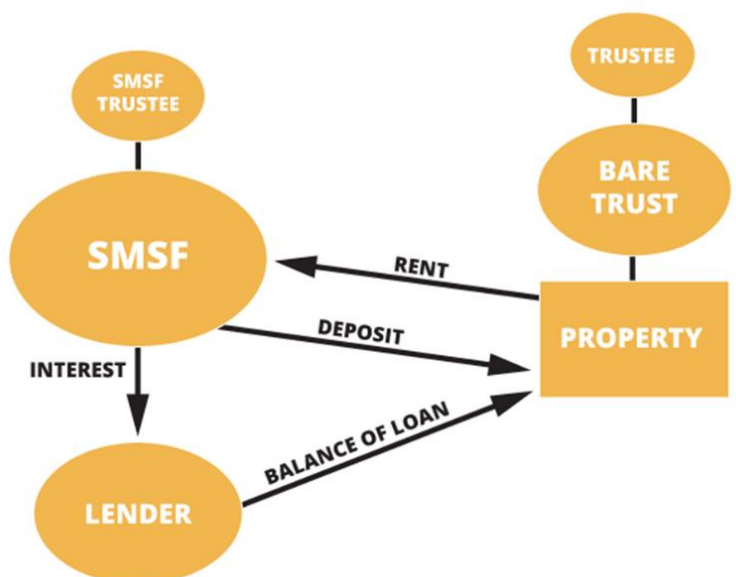 TRUSTEE
SMSF
TRUSTEE
BARE
TRUST
SMSF
RENT
DEPOSIT
PROPERTY
INTEREST
BALANCE OF LOAN
LENDER